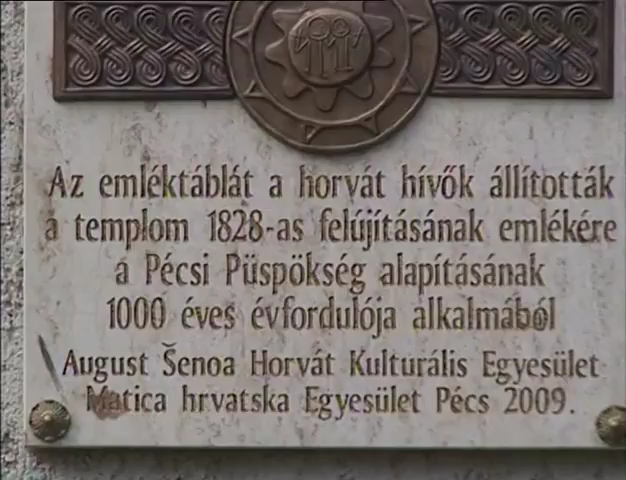 Az emléktáblát a horvát hívők állították
a templom 1828-as felújításának emlékére
a Pécsi Püspökség alapításának
1000 éves évfordulója alkalmából
August Šenoa Horvát Kulturális Egyesület
Matica hrvatska Egyesület Pécs 2009.